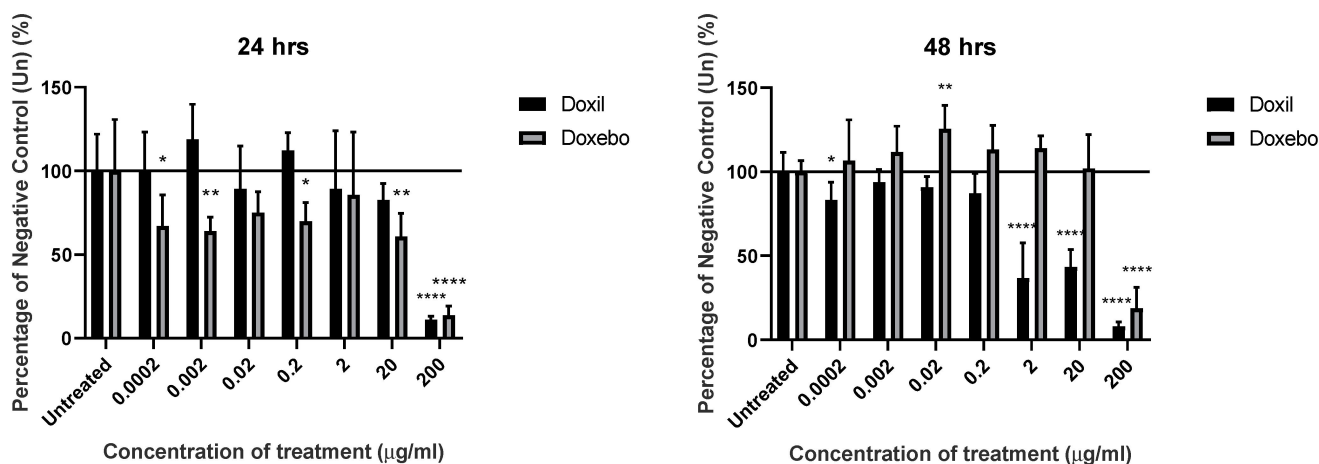 24 hrs
Percentage of Negative Control (Un) (%)
150
100
50
0
*
**
*
**
****
****
Untreated
0.0002
0.002
0.02
0.2
2
20
200
Concentration of treatment (μg/ml)
Doxil
Doxebo
48 hrs
Percentage of Negative Control (Un) (%)
150
100
50
0
*
**
****
****
****
****
Untreated
0.0002
0.002
0.02
0.2
2
20
200
Concentration of treatment (μg/ml)
Doxil
Doxebo